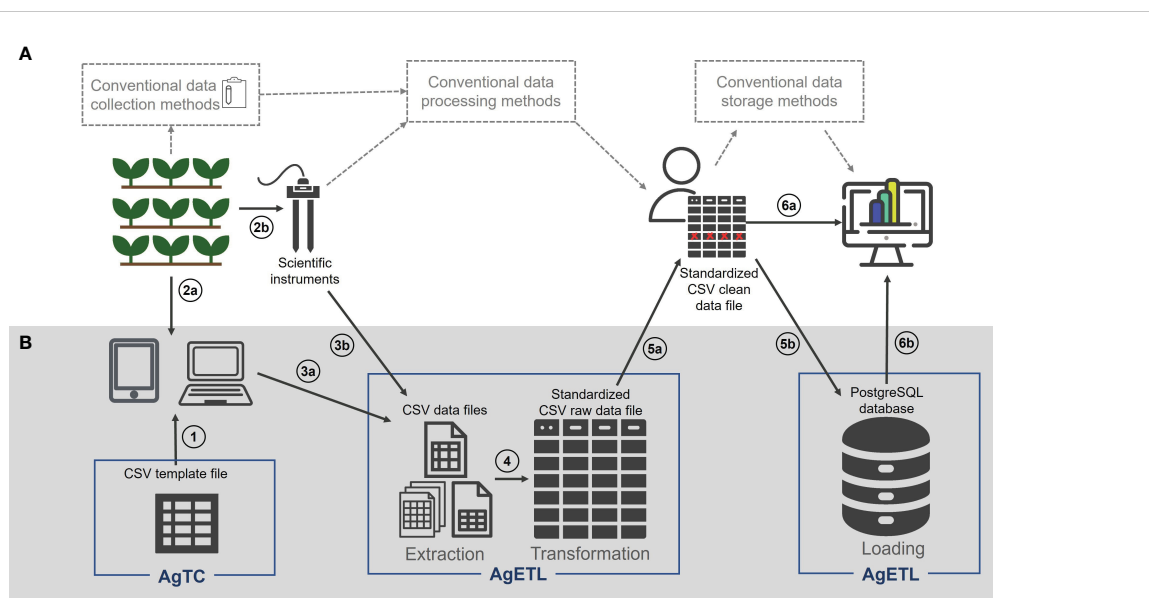 A
Conventional data
collection methods
Conventional data
processing methods
Conventional data
storage methods
2b
6a
Scientific
instruments
Standardized
CSV clean
data file
2a
B
3b
3a
5a
5b
6b
1
CSV template file
AgTC
CSV data files
4
Standardized
CSV raw data file
Extraction
Transformation
AgETL
PostgreSQL
database
Loading
AgETL